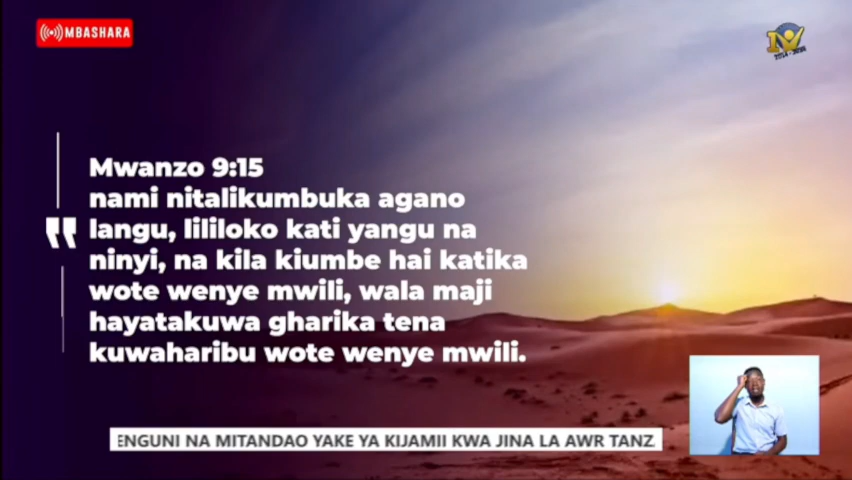 MBASHARA
Mwanzo 9:15
nami nitalikumbuka agano
langu, lililoko kati yangu na
ninyi, na kila kiumbe hai katika
wote wenye mwili, wala maji
hayatakuwa gharika tena
kuwaharibu wote wenye mwili.
ENGUNI NA MITANDAO YAKE YA KIJAMII KWA JINA LA AWR TANZ